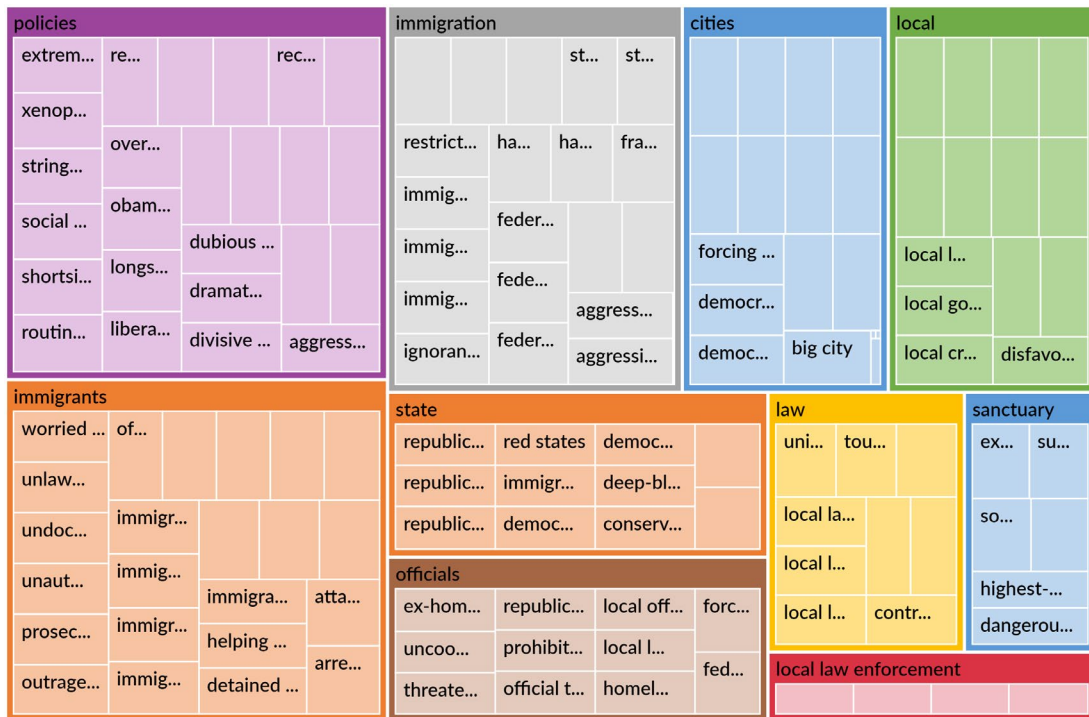 policies
extrem...
re...
rec...
xenop...
over...
string...
obam...
social ...
dubious ...
longs...
shortsi...
dramat...
libera...
routin...
divisive ...
aggress...
immigration
st...
st...
restrict...
ha...
ha...
fra...
immig...
feder...
immig...
fede...
immig...
aggress...
feder...
ignoran...
aggressi...
cities
forcing ...
democr...
democ...
big city
local
local l...
local go...
local cr...
disfavo...
immigrants
worried ...
of...
unlaw...
immigr...
undoc...
immig...
unaut...
immigra...
atta...
prosec...
immigr...
helping ...
outrage...
immig...
detained ...
arre...
state
republic...
red states
democ...
republic...
immigr...
deep-bl...
republic...
democ...
conserv...
officials
ex-hom...
republic...
local off...
forc...
uncoo...
prohibit...
local l...
fed...
threate...
official t...
homel...
law
uni...
tou...
local la...
local l...
local l...
contr...
sanctuary
ex...
su...
so...
highest-...
dangerou...
local law enforcement